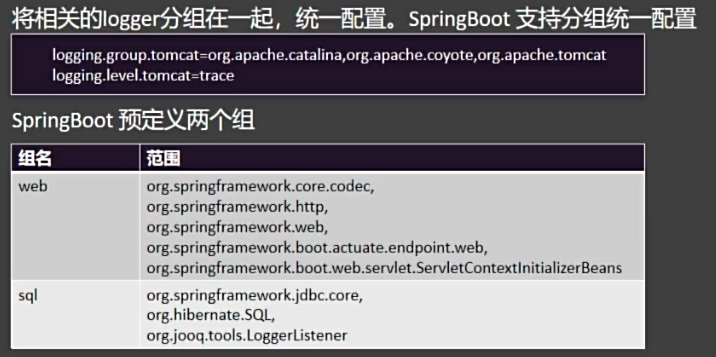 将相关的logger分组在一起，统一配置。SpringBoot 支持分组统一配置
logging.group.tomcat=org.apache.catalina,org.apache.coyote,org.apache.tomcat
logging.level.tomcat=trace
SpringBoot 预定义两个组
组名 范围
web org.springframework.core.codec,
org.springframework.http,
org.springframework.web,
org.springframework.boot.actuate.endpoint.web,
org.springframework.boot.web.servlet.ServletContextInitializerBeans
sql org.springframework.jdbc.core,
org.hibernate.SQL,
org.jooq.tools.LoggerListener